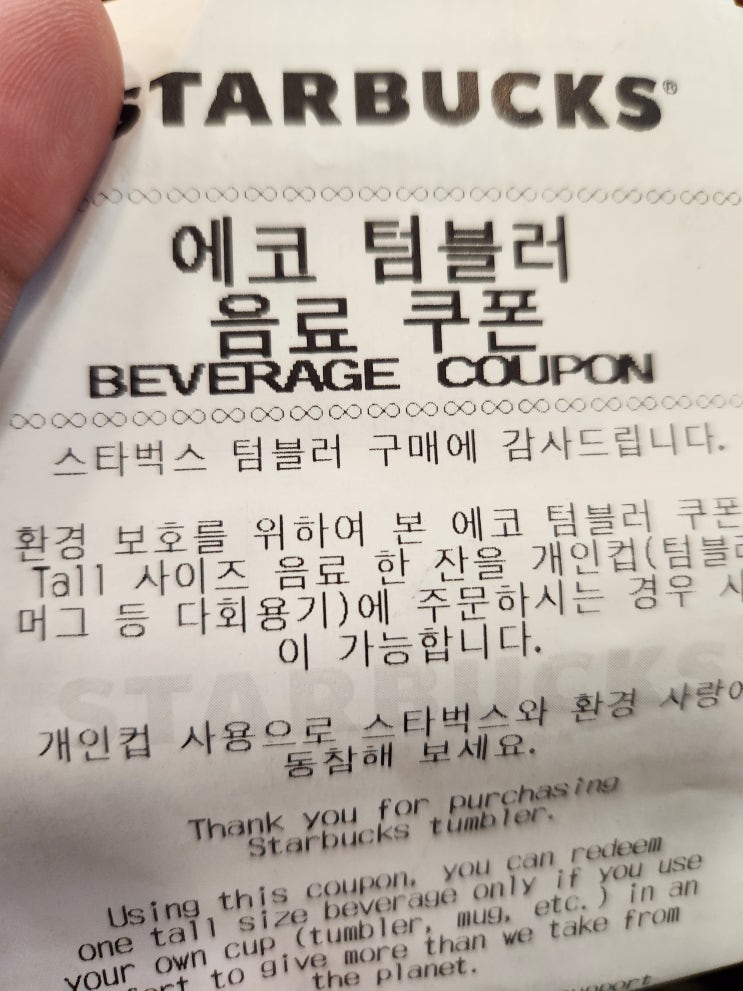 STARBUCKS®
에코 텀블러
음료 쿠폰
BEVERAGE COUPON
스타벅스 텀블러 구매에 감사드립니다.
환경 보호를 위하여 본 에코 텀블러 쿠폰
Tall 사이즈 음료 한 잔을 개인컵(텀블러
머그 등 다회용기)에 주문하시는 경우 사
이 가능합니다.
STARBUCKS
개인컵 사용으로 스타벅스와 환경 사랑에
동참해 보세요.
Thank you for purchasing
Starbucks tumbler.
Using this coupon, you can redeem
one tall size beverage only if you use
your own cup (tumbler, mug, etc.) in an
to give more than we take from
the planet.
support